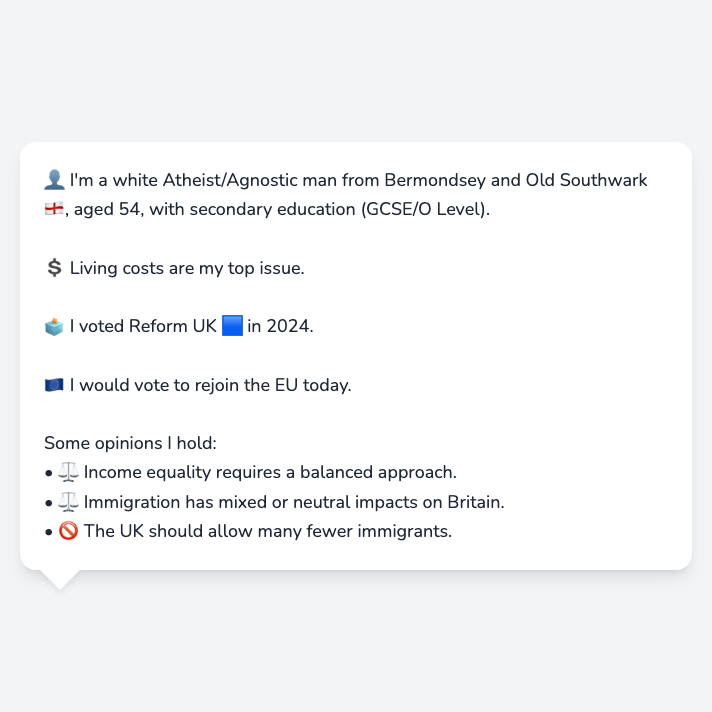 👤 I'm a white Atheist/Agnostic man from Bermondsey and Old Southwark
🏴󠁧󠁢󠁥󠁮󠁧󠁿, aged 54, with secondary education (GCSE/O Level).
💲 Living costs are my top issue.
🗳️ I voted Reform UK 🟦 in 2024.
🇪🇺 I would vote to rejoin the EU today.
Some opinions I hold:
• ⚖️ Income equality requires a balanced approach.
• ⚖️ Immigration has mixed or neutral impacts on Britain.
• 🚫 The UK should allow many fewer immigrants.